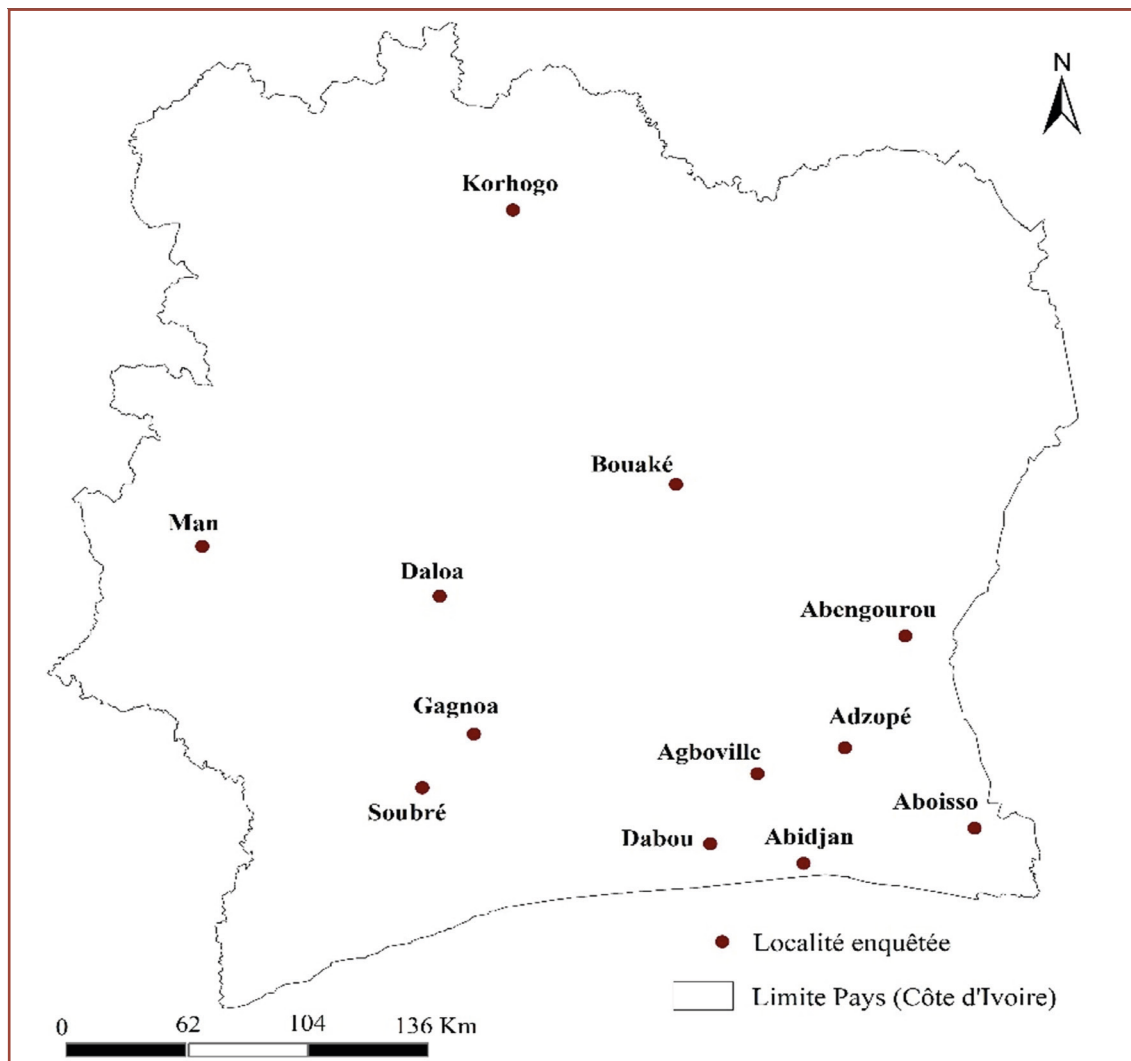 N
Korhogo
Bouaké
Man
Daloa
Abengourou
Gagnoa
Adzopé
Agboville
Soubré
Aboisso
Dabou
Abidjan
Localité enquêtée
Limite Pays (Côte d'Ivoire)
0 62 104 136 Km